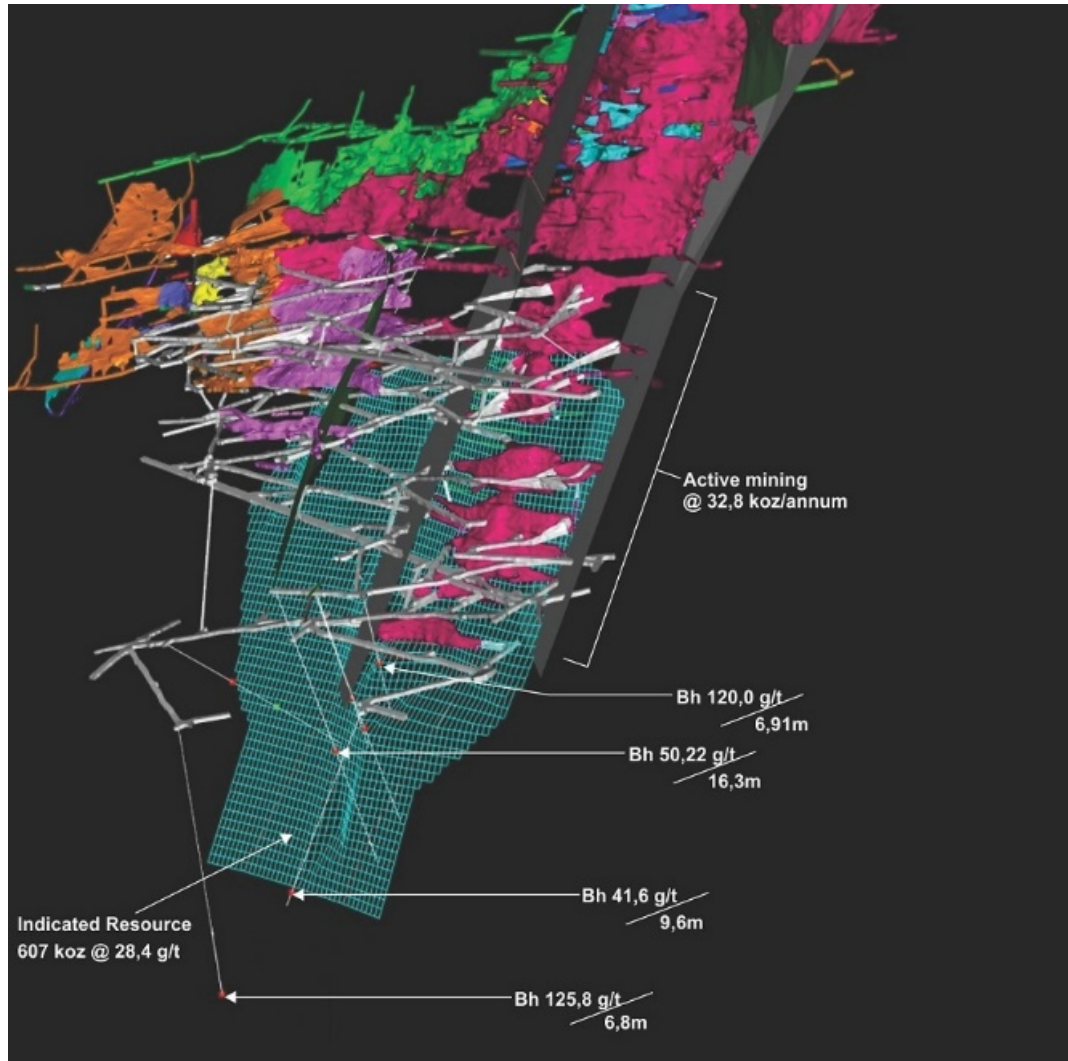 Active mining
@ 32,8 koz/annum
Bh 120,0 g/t
6,91m
Bh 50,22 g/t
16,3m
Bh 41,6 g/t
9,6m
Indicated Resource
607 koz @ 28,4 g/t
Bh 125,8 g/t
6,8m